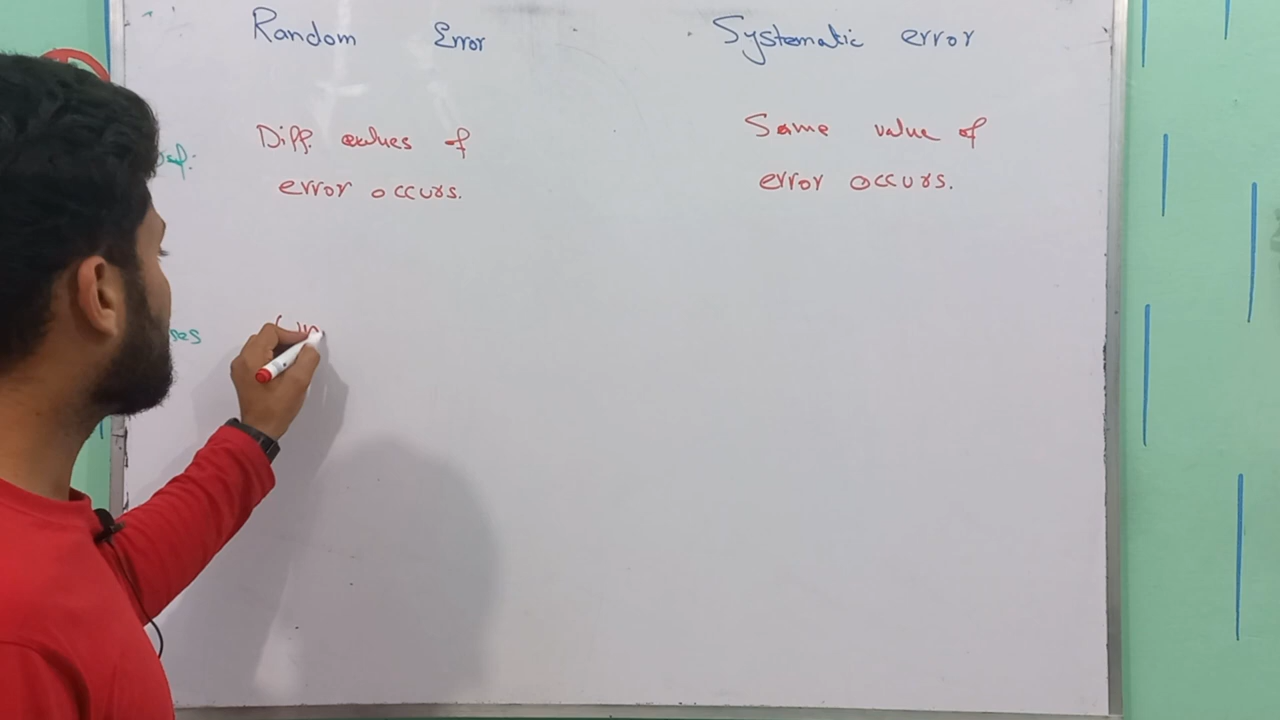 Random Error
Systematic error
Diff. values of
error occurs.
Same value of
error occurs.